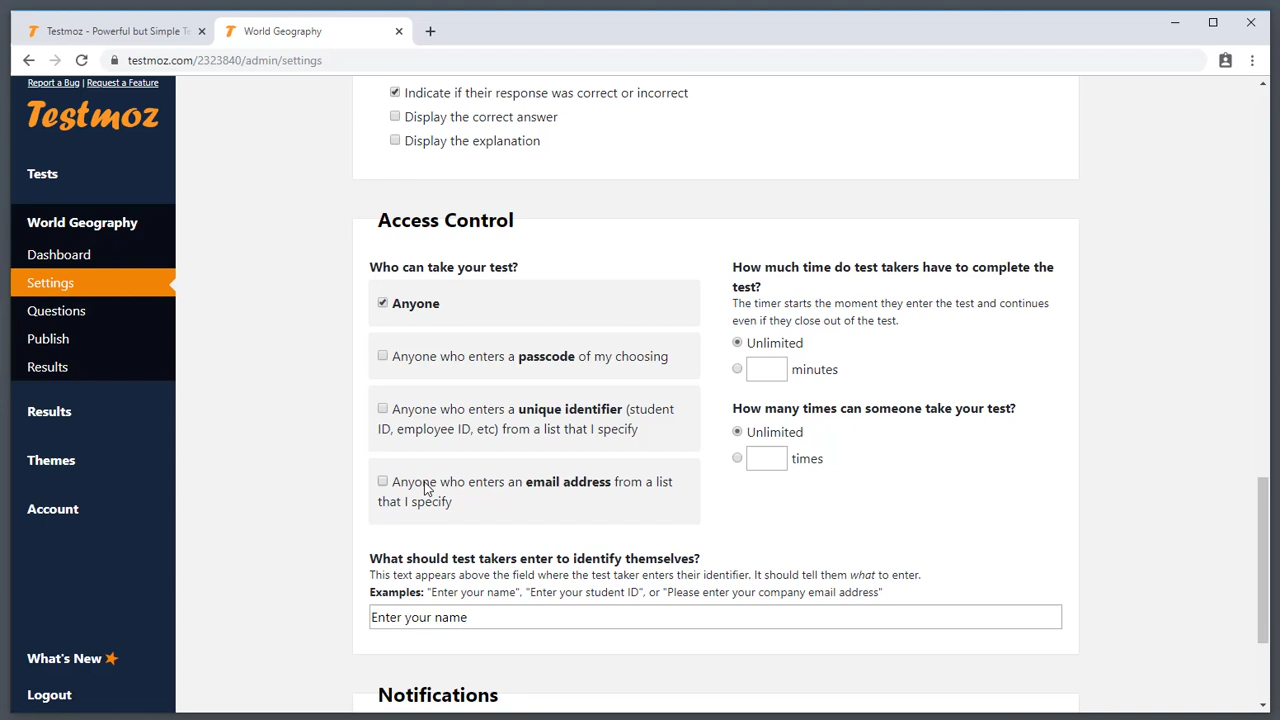 Testmoz - Powerful but Simple Te
World Geography
testmoz.com/2323840/admin/settings
Report a Bug | Request a Feature
Testmoz
Tests
World Geography
Dashboard
Settings
Questions
Publish
Results
Results
Themes
Account
What's New
Logout
Indicate if their response was correct or incorrect
Display the correct answer
Display the explanation
Access Control
Who can take your test?
Anyone
Anyone who enters a passcode of my choosing
Anyone who enters a unique identifier (student
ID, employee ID, etc) from a list that I specify
Anyone who enters an email address from a list
that I specify
How much time do test takers have to complete the
test?
The timer starts the moment they enter the test and continues
even if they close out of the test.
Unlimited
minutes
How many times can someone take your test?
Unlimited
times
What should test takers enter to identify themselves?
This text appears above the field where the test taker enters their identifier. It should tell them what to enter.
Examples: "Enter your name", "Enter your student ID", or "Please enter your company email address"
Enter your name
Notifications